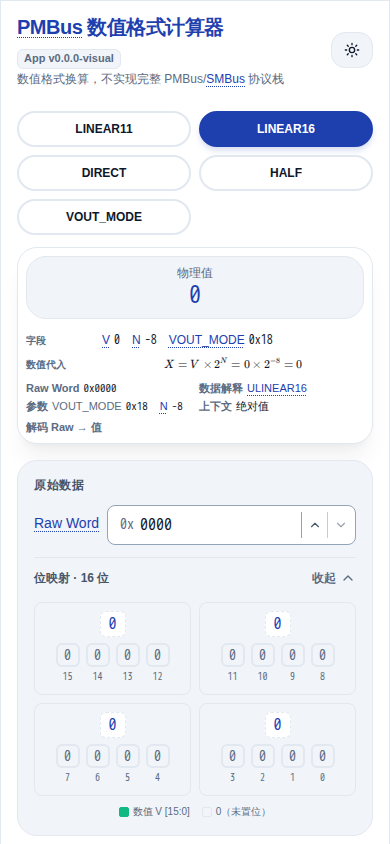 PMBus 数值格式计算器
App v0.0.0-visual
数值格式换算，不实现完整 PMBus/SMBus 协议栈
LINEAR11
LINEAR16
DIRECT
HALF
VOUT_MODE
物理值
0
字段 V 0 N -8 VOUT_MODE 0x18
数值代入 X = V × 2^N = 0 × 2^−8 = 0
Raw Word 0x0000 数据解释 ULINEAR16
参数 VOUT_MODE 0x18 N -8 上下文 绝对值
解码 Raw → 值
原始数据
Raw Word 0x 0000
位映射 · 16 位 收起
0 0
0 0 0 0 0 0 0 0
15 14 13 12 11 10 9 8
0 0
0 0 0 0 0 0 0 0
7 6 5 4 3 2 1 0
数值 V [15:0] 0（未置位）